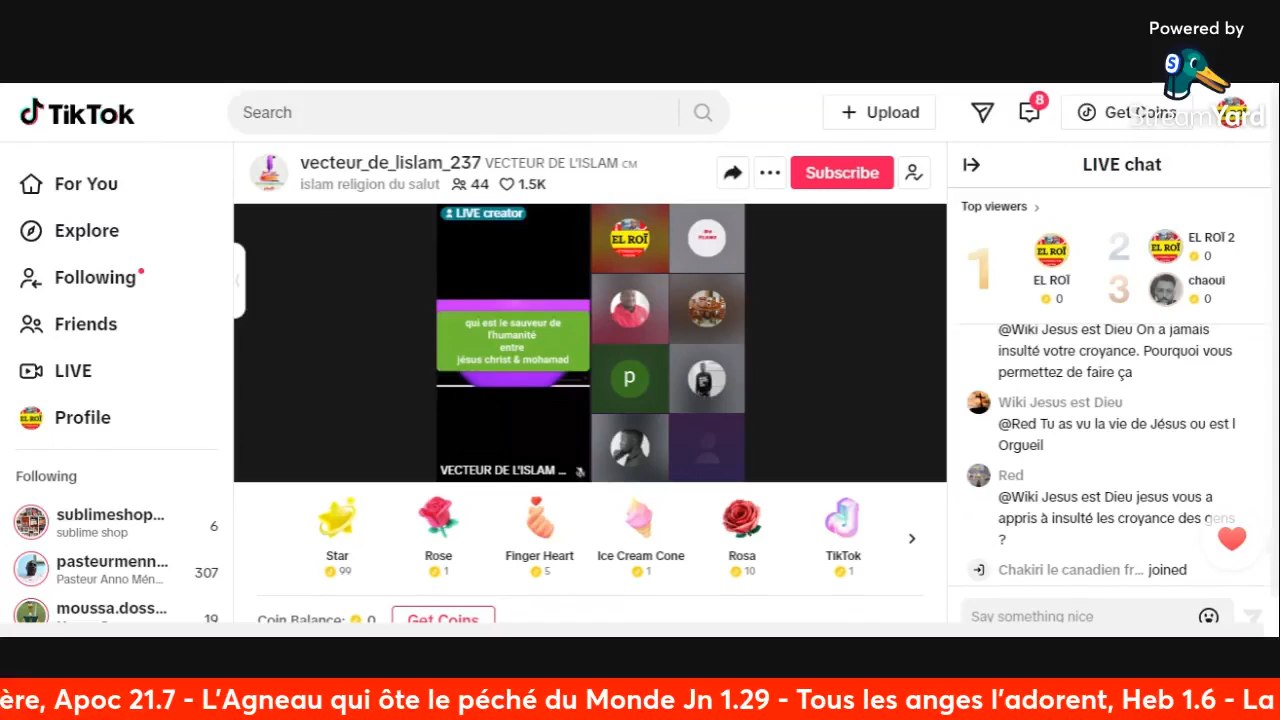 Powered by
StreamYard
TikTok
Search
Upload
8
Get Coins
For You
Explore
Following
Friends
LIVE
Profile
Following
sublimeshop...
sublime shop
6
pasteurmenn...
Pasteur Anno Mén...
307
moussa.doss...
19
vecteur_de_lislam_237 VECTEUR DE L'ISLAM CM
islam religion du salut 44 1.5K
Subscribe
LIVE creator
qui est le sauveur de
l'humanité
entre
jésus christ & mohamad
VECTEUR DE L'ISLAM ...
EL ROÏ
p
Star
99
Rose
1
Finger Heart
5
Ice Cream Cone
1
Rosa
10
TikTok
1
Coin Balance: 0
Get Coins
LIVE chat
Top viewers
1
EL ROÏ
EL ROÏ
0
2
EL ROÏ
EL ROÏ 2
0
3
chaoui
0
@Wiki Jesus est Dieu On a jamais
insulté votre croyance. Pourquoi vous
permettez de faire ça
Wiki Jesus est Dieu
@Red Tu as vu la vie de Jésus ou est l
Orgueil
Red
@Wiki Jesus est Dieu jesus vous a
appris à insulté les croyance des gens
?
Chakiri le canadien fr... joined
Say something nice
ère, Apoc 21.7 - L'Agneau qui ôte le péché du Monde Jn 1.29 - Tous les anges l'adorent, Heb 1.6 - La